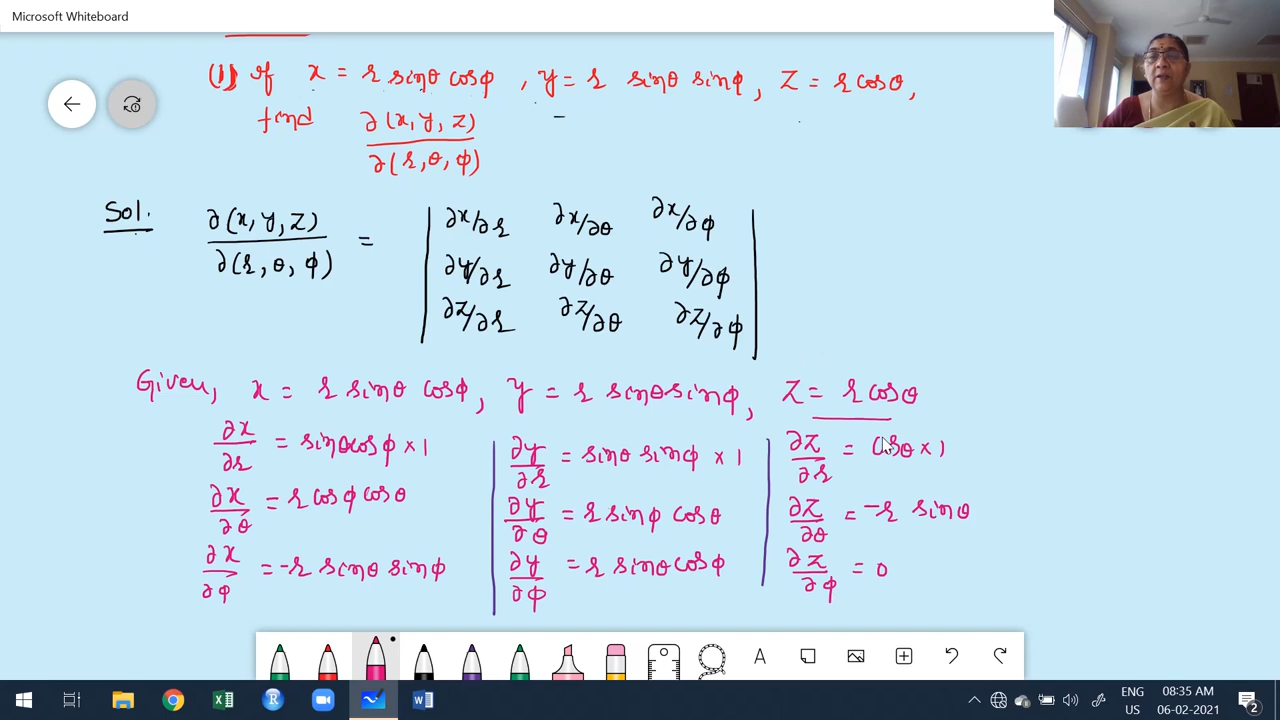 Microsoft Whiteboard
(1) If x = r sinθ cosϕ , y = r sinθ sinϕ, z = r cosθ,
find ∂(x, y, z)
∂(r, θ, ϕ)
Sol. ∂(x, y, z) / ∂(r, θ, ϕ) =
∂x/∂r ∂x/∂θ ∂x/∂ϕ
∂y/∂r ∂y/∂θ ∂y/∂ϕ
∂z/∂r ∂z/∂θ ∂z/∂ϕ
Given, x = r sinθ cosϕ, y = r sinθ sinϕ, z = r cosθ
∂x/∂r = sinθ cosϕ × 1
∂x/∂θ = r cosϕ cosθ
∂x/∂ϕ = -r sinθ sinϕ
∂y/∂r = sinθ sinϕ × 1
∂y/∂θ = r sinϕ cosθ
∂y/∂ϕ = r sinθ cosϕ
∂z/∂r = cosθ × 1
∂z/∂θ = -r sinθ
∂z/∂ϕ = 0
A
ENG
US
08:35 AM
06-02-2021
2